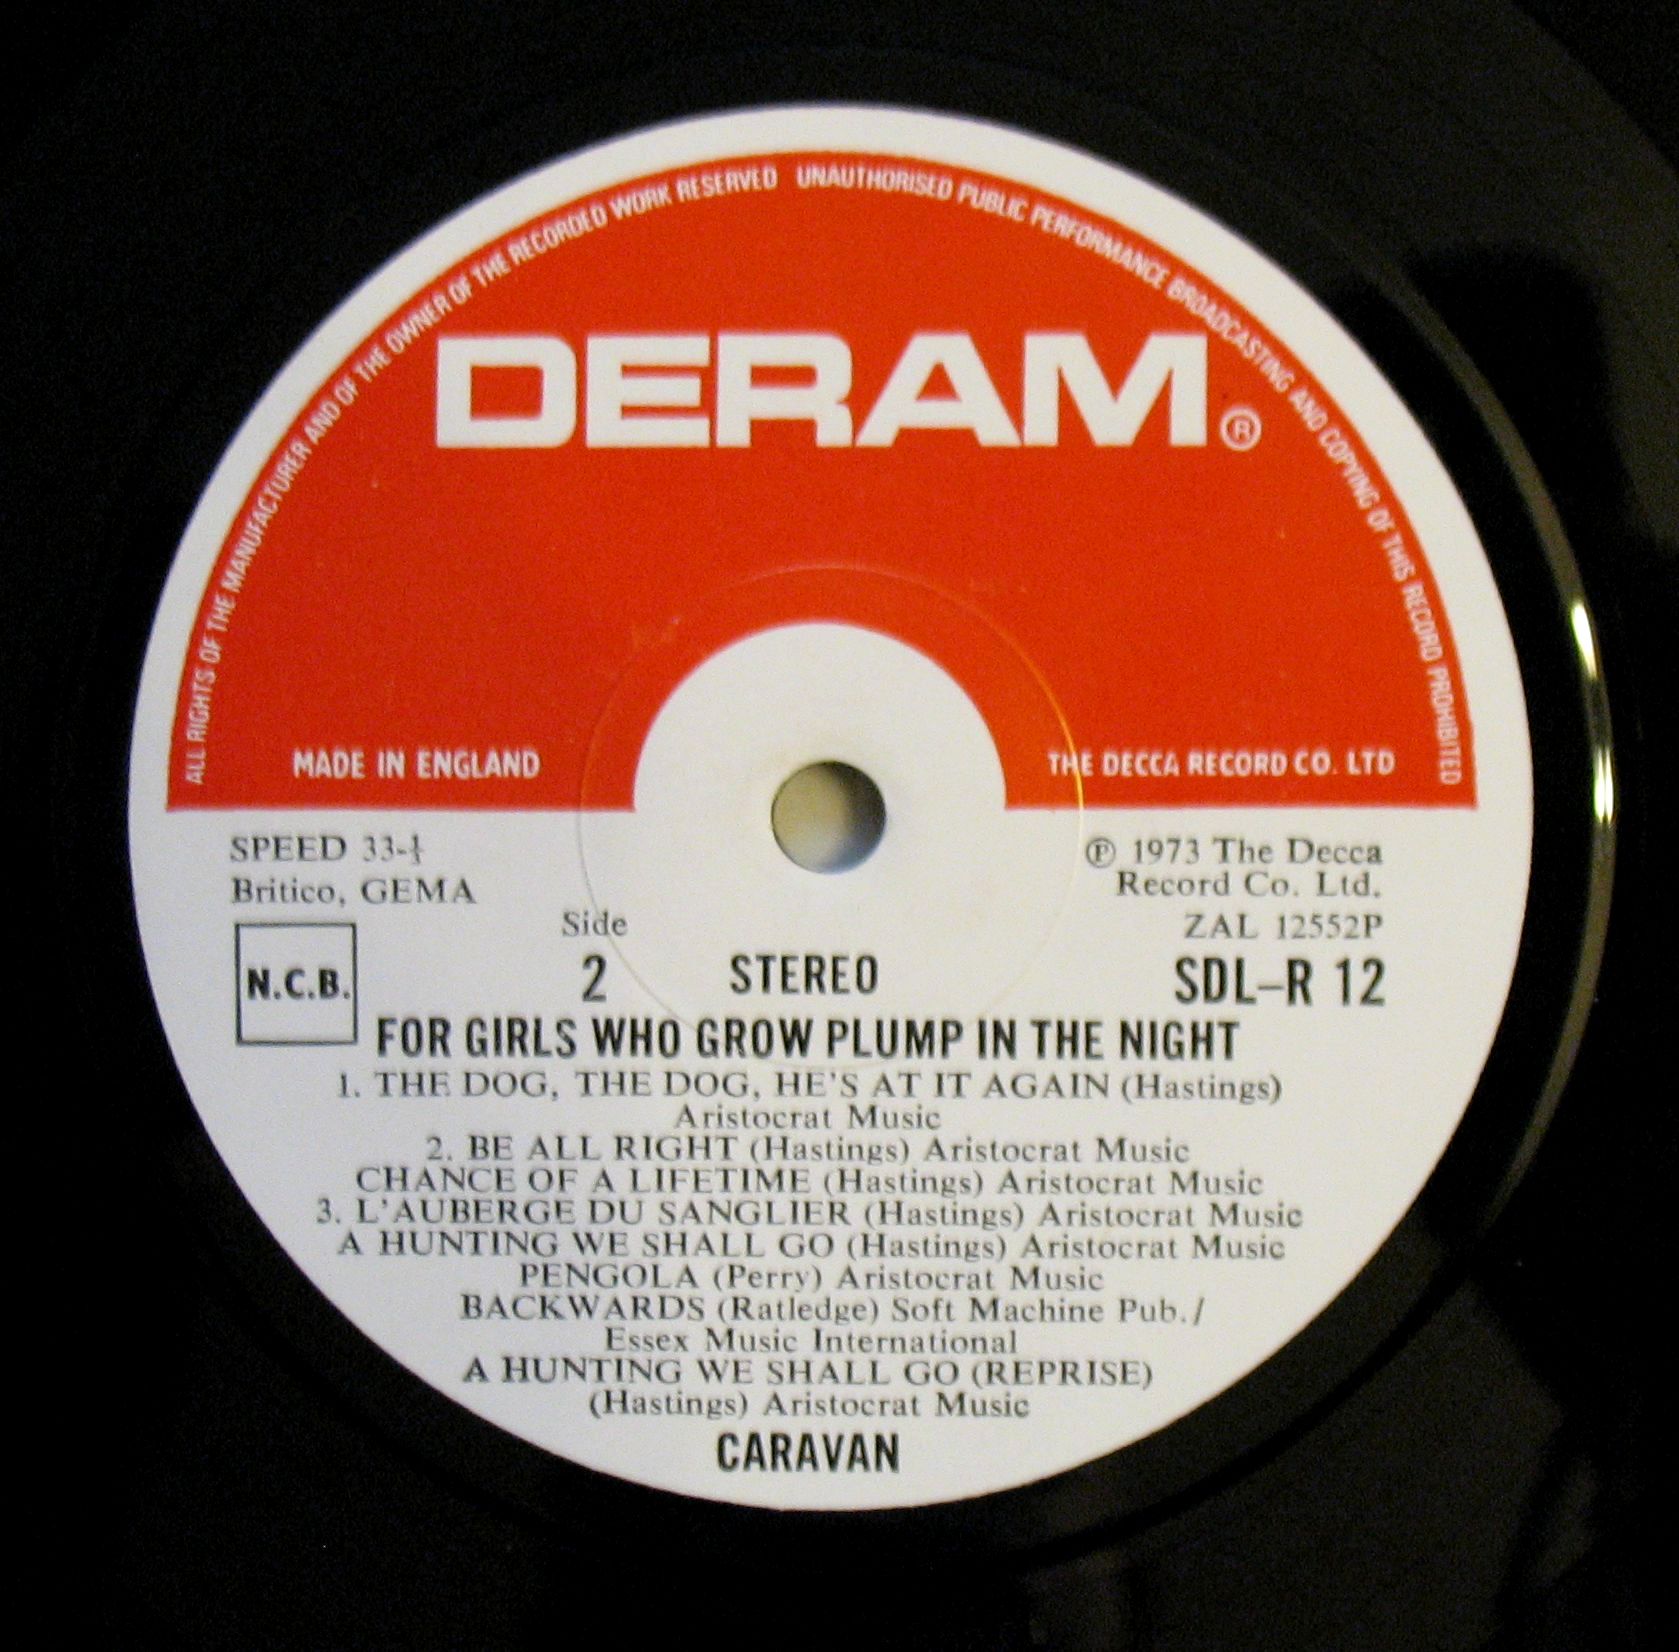 ALL RIGHTS OF THE MANUFACTURER AND OF THE OWNER OF THE RECORDED WORK RESERVED UNAUTHORISED PUBLIC PERFORMANCE BROADCASTING AND COPYING OF THIS RECORD PROHIBITED
DERAM®
MADE IN ENGLAND
THE DECCA RECORD CO. LTD
SPEED 33-⅓
Britico, GEMA
℗ 1973 The Decca
Record Co. Ltd.
ZAL 12552P
N.C.B.
Side
2
STEREO
SDL-R 12
FOR GIRLS WHO GROW PLUMP IN THE NIGHT
1. THE DOG, THE DOG, HE'S AT IT AGAIN (Hastings)
Aristocrat Music
2. BE ALL RIGHT (Hastings) Aristocrat Music
CHANCE OF A LIFETIME (Hastings) Aristocrat Music
3. L'AUBERGE DU SANGLIER (Hastings) Aristocrat Music
A HUNTING WE SHALL GO (Hastings) Aristocrat Music
PENGOLA (Perry) Aristocrat Music
BACKWARDS (Ratledge) Soft Machine Pub./
Essex Music International
A HUNTING WE SHALL GO (REPRISE)
(Hastings) Aristocrat Music
CARAVAN